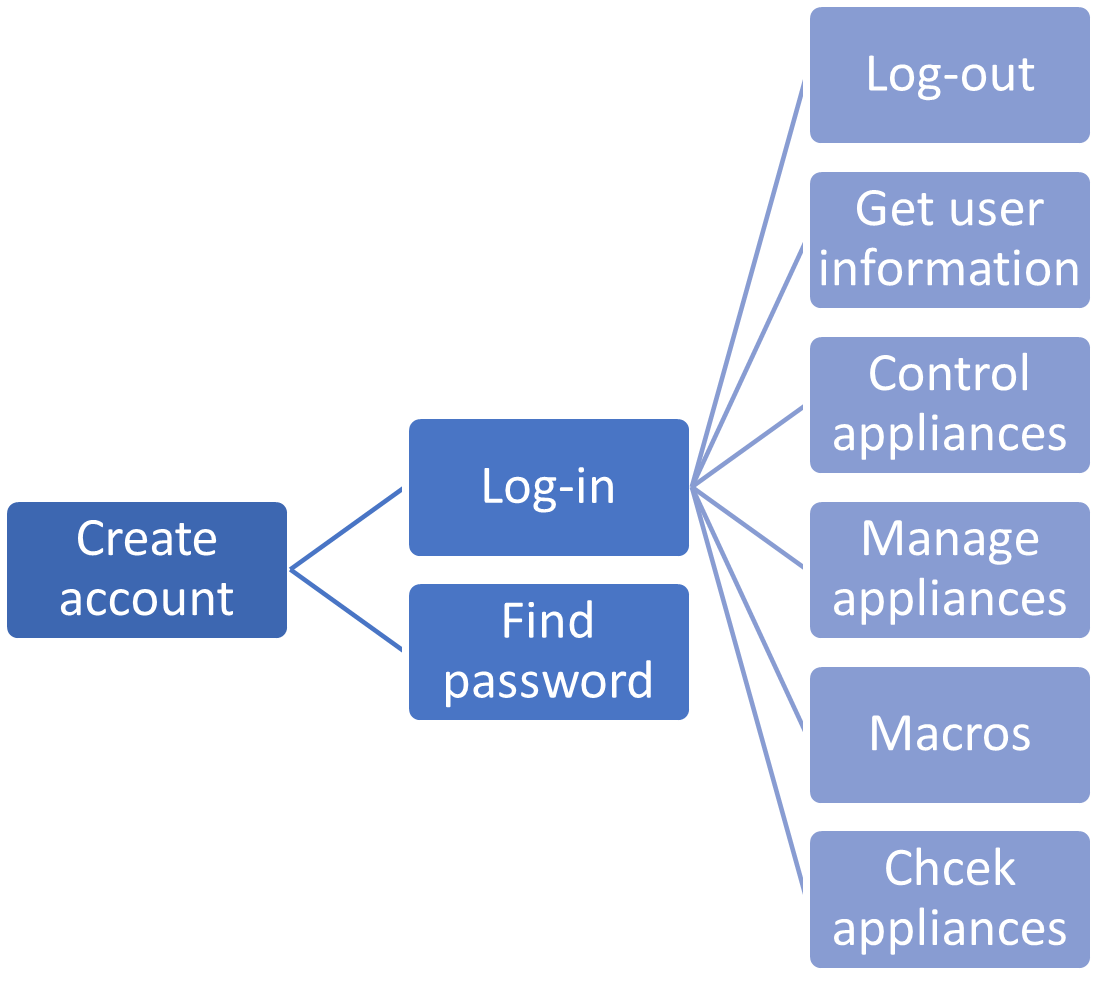 Create
account
Log-in
Find
password
Log-out
Get user
information
Control
appliances
Manage
appliances
Macros
Chcek
appliances